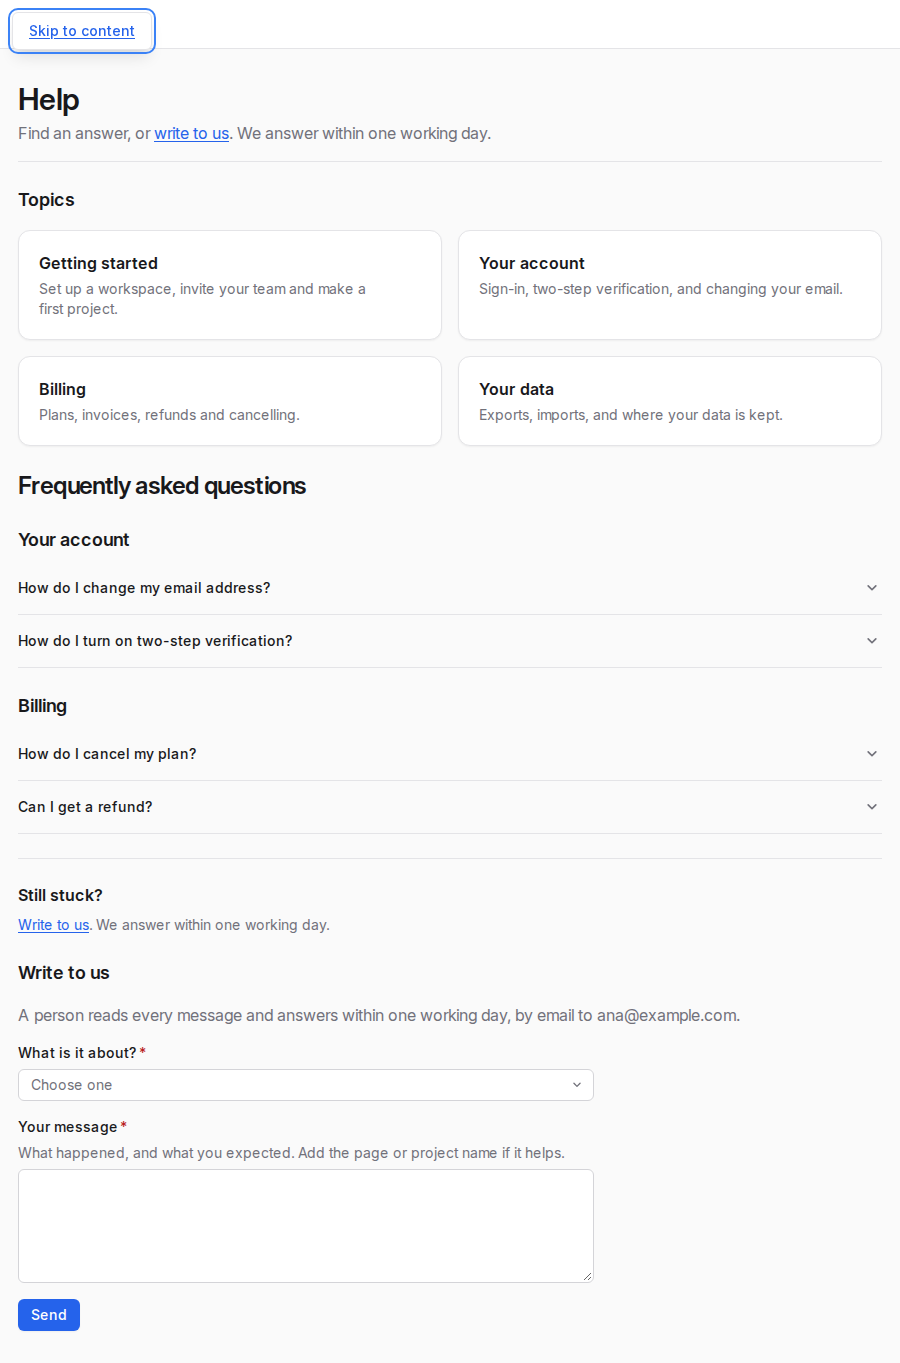 Skip to content
Help
Find an answer, or write to us. We answer within one working day.
Topics
Getting started
Set up a workspace, invite your team and make a
first project.
Your account
Sign-in, two-step verification, and changing your email.
Billing
Plans, invoices, refunds and cancelling.
Your data
Exports, imports, and where your data is kept.
Frequently asked questions
Your account
How do I change my email address?
How do I turn on two-step verification?
Billing
How do I cancel my plan?
Can I get a refund?
Still stuck?
Write to us. We answer within one working day.
Write to us
A person reads every message and answers within one working day, by email to ana@example.com.
What is it about? *
Choose one
Your message *
What happened, and what you expected. Add the page or project name if it helps.
Send